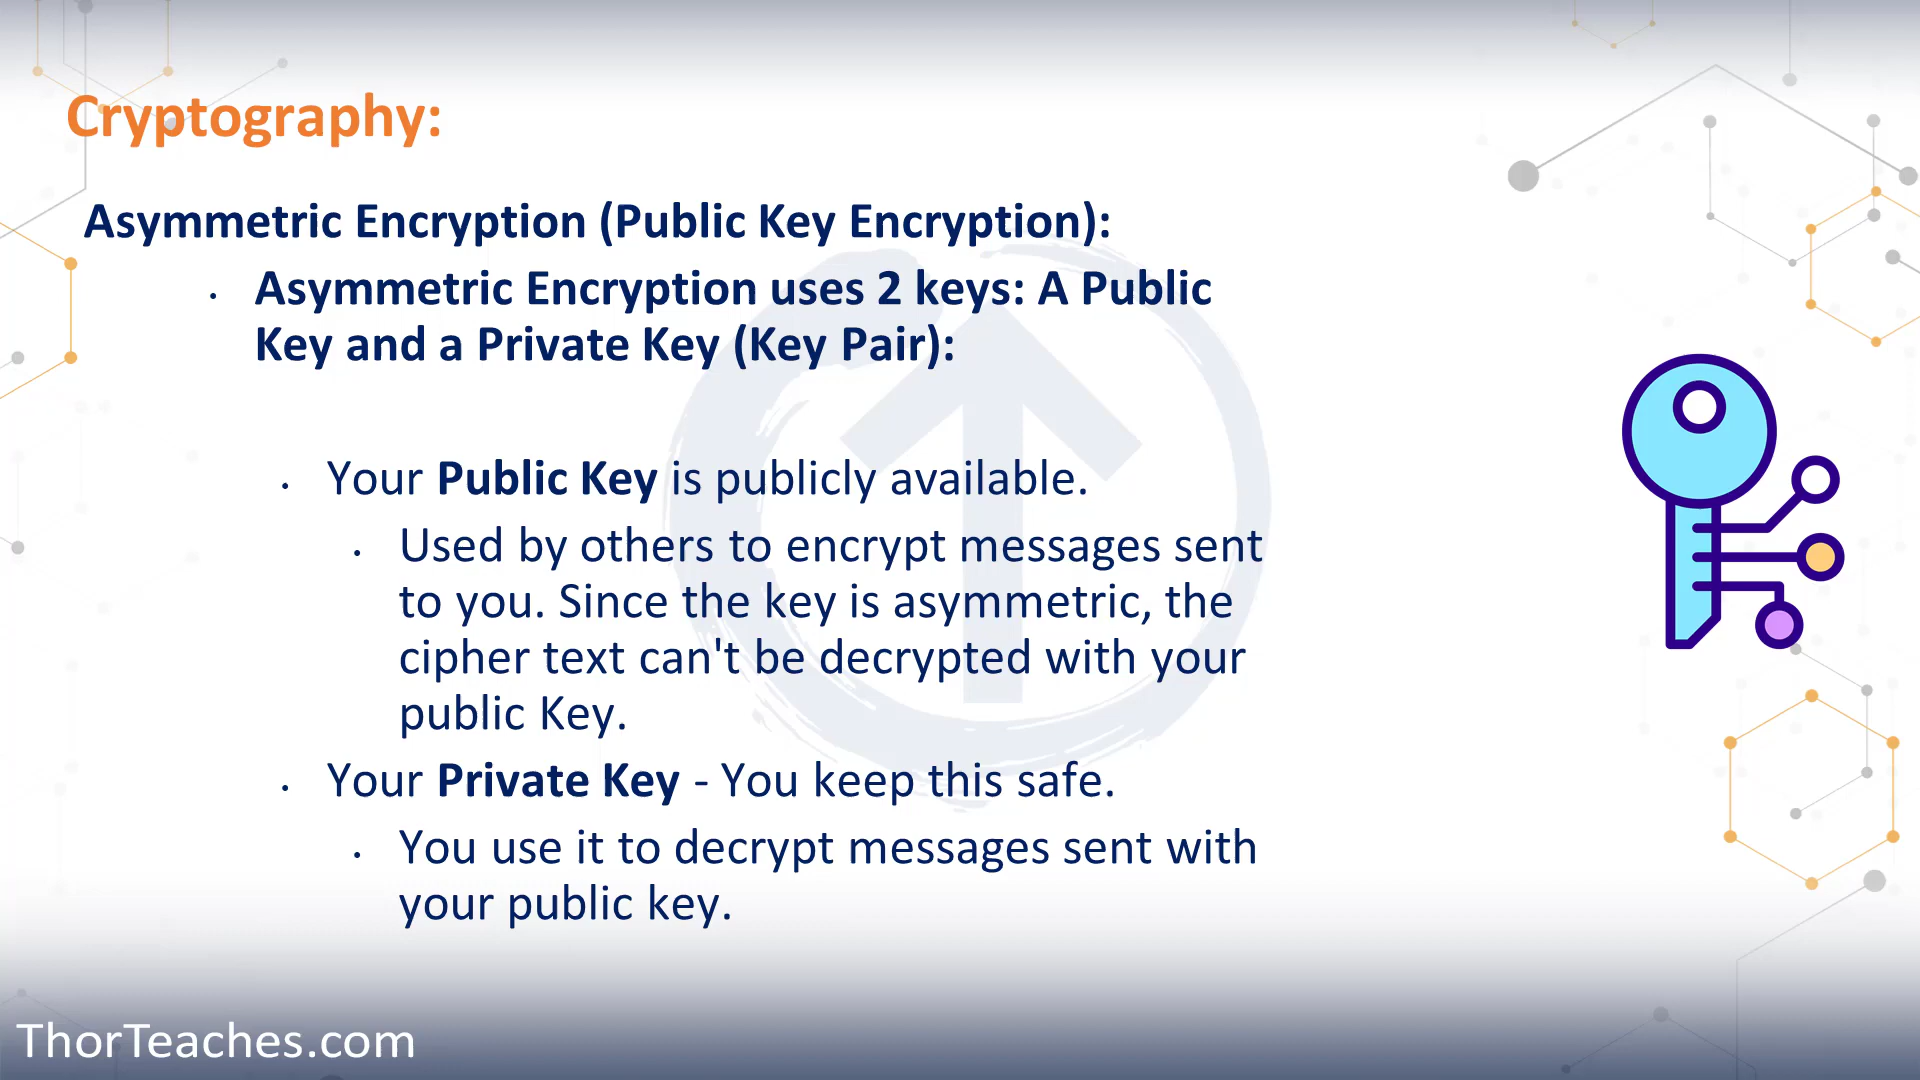 Cryptography:
Asymmetric Encryption (Public Key Encryption):
• Asymmetric Encryption uses 2 keys: A Public
Key and a Private Key (Key Pair):
• Your Public Key is publicly available.
• Used by others to encrypt messages sent
to you. Since the key is asymmetric, the
cipher text can't be decrypted with your
public Key.
• Your Private Key - You keep this safe.
• You use it to decrypt messages sent with
your public key.
ThorTeaches.com